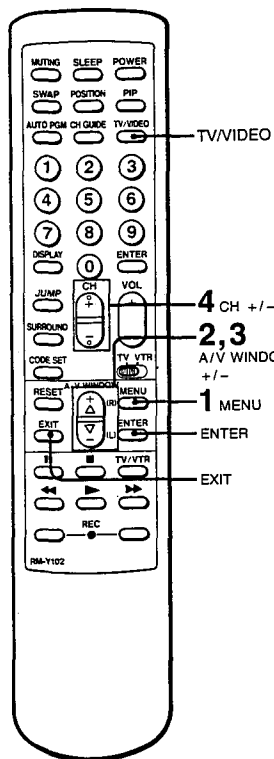 MUTING SLEEP POWER
SWAP POSITION PIP
AUTO PGM CH GUIDE TV/VIDEO
TV/VIDEO
1 2 3
4 5 6
7 8 9
DISPLAY 0 ENTER
CH VOL
+
JUMP
4 CH +/-
−
SURROUND
2,3
A/V WINDO
+/-
CODE SET TV VTR
RESET A/V WINDOW MENU
+ (R)
1 MENU
EXIT − (L) ENTER
ENTER
TV/VTR
EXIT
REC
RM-Y102